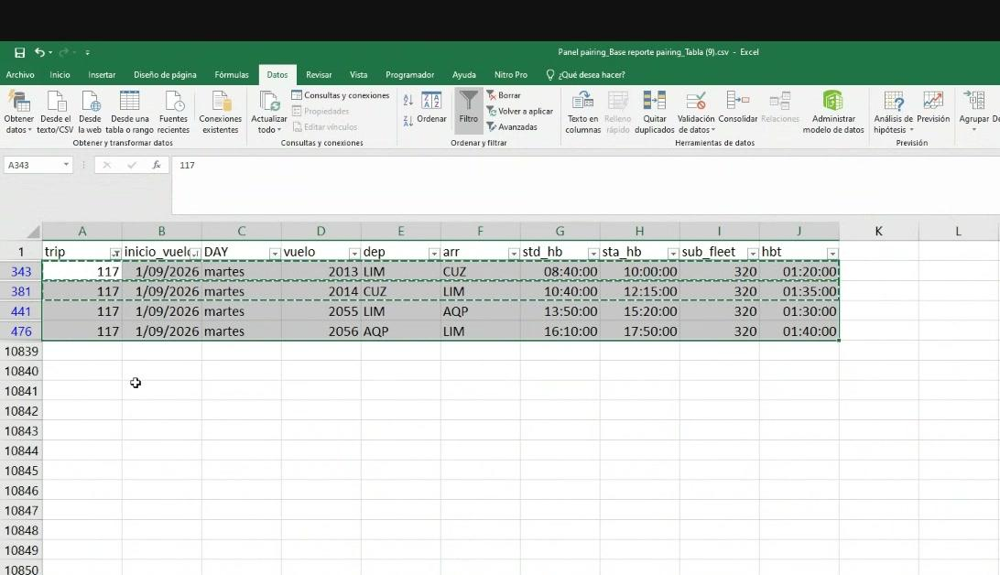 Panel pairing_Base reporte pairing_Tabla (9).csv - Excel
Archivo Inicio Insertar Diseño de página Fórmulas Datos Revisar Vista Programador Ayuda Nitro Pro ¿Qué desea hacer?
Obtener datos Desde el texto/CSV Desde la web Desde una tabla o rango Fuentes recientes Conexiones existentes Actualizar todo Consultas y conexiones Propiedades Editar vínculos Ordenar Filtro Borrar Volver a aplicar Avanzadas Texto en columnas Relleno rápido Quitar duplicados Validación de datos Consolidar Relaciones Administrar modelo de datos Análisis de hipótesis Previsión Agrupar
Obtener y transformar datos Consultas y conexiones Ordenar y filtrar Herramientas de datos Previsión
A343 fx 117
A B C D E F G H I J K L
1 trip inicio_vuelo DAY vuelo dep arr std_hb sta_hb sub_fleet hbt
343 117 1/09/2026 martes 2013 LIM CUZ 08:40:00 10:00:00 320 01:20:00
381 117 1/09/2026 martes 2014 CUZ LIM 10:40:00 12:15:00 320 01:35:00
441 117 1/09/2026 martes 2055 LIM AQP 13:50:00 15:20:00 320 01:30:00
476 117 1/09/2026 martes 2056 AQP LIM 16:10:00 17:50:00 320 01:40:00
10839
10840
10841
10842
10843
10844
10845
10846
10847
10848
10849
10850